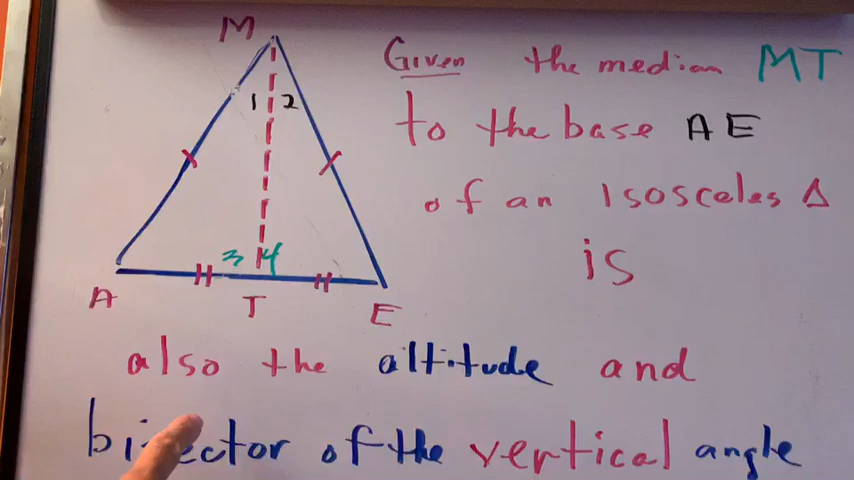 M
Given the median MT
1 2
to the base AE
of an Isosceles Δ
3 4
is
A T E
also the altitude and
bisector of the vertical angle